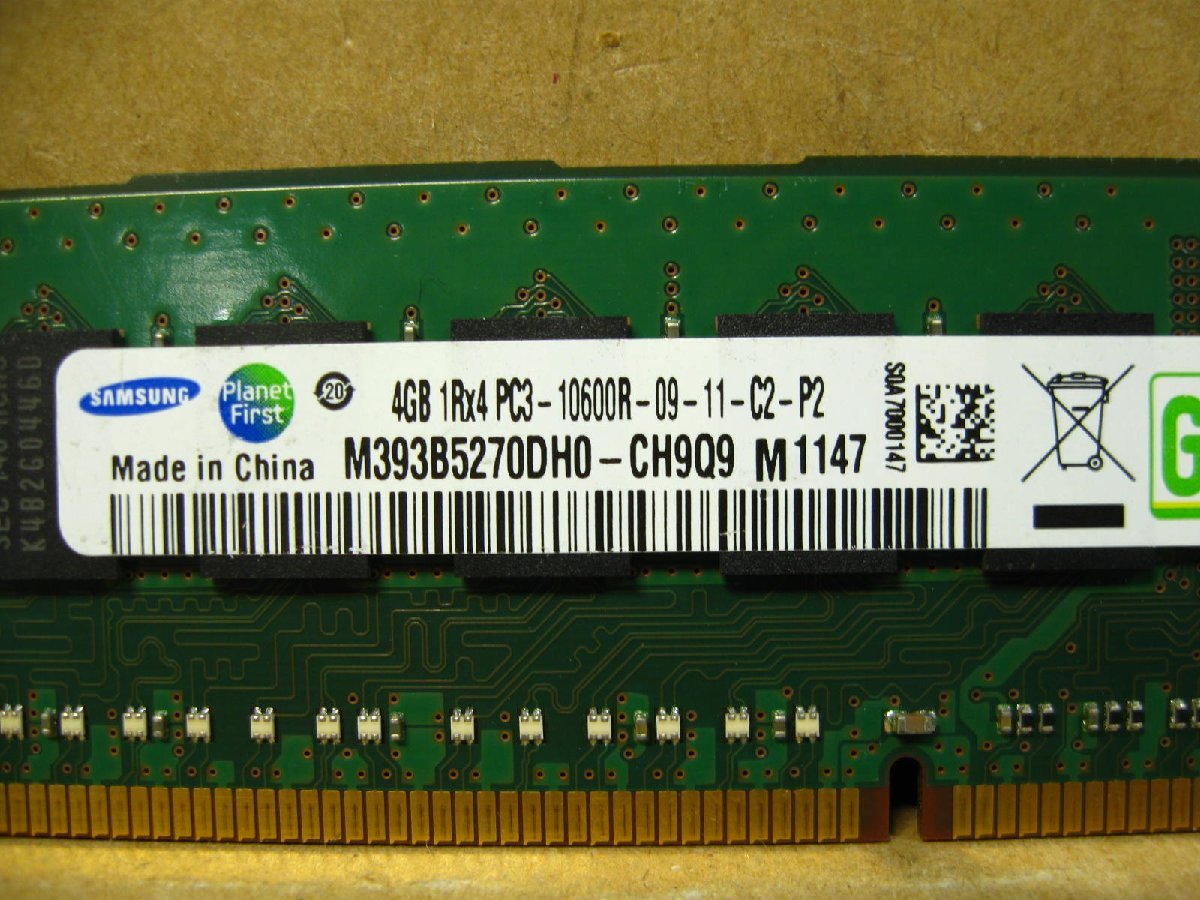 SAMSUNG
Planet
First
20
4GB 1Rx4 PC3-10600R-09-11-C2-P2
Made in China
M393B5270DH0-CH9Q9 M1147
SQA7000147
G
K4B2G0446D